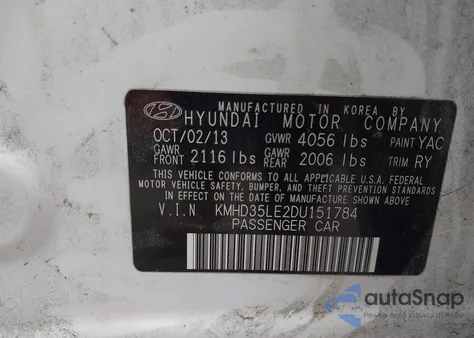 MANUFACTURED IN KOREA BY
HYUNDAI MOTOR COMPANY
OCT/02/13 GVWR 4056 lbs PAINT YAC
GAWR FRONT 2116 lbs GAWR REAR 2006 lbs TRIM RY
THIS VEHICLE CONFORMS TO ALL APPLICABLE U.S.A. FEDERAL
MOTOR VEHICLE SAFETY, BUMPER, AND THEFT PREVENTION STANDARDS
IN EFFECT ON THE DATE OF MANUFACTURE SHOWN ABOVE.
V.I.N KMHD35LE2DU151784
PASSENGER CAR
autoSnap